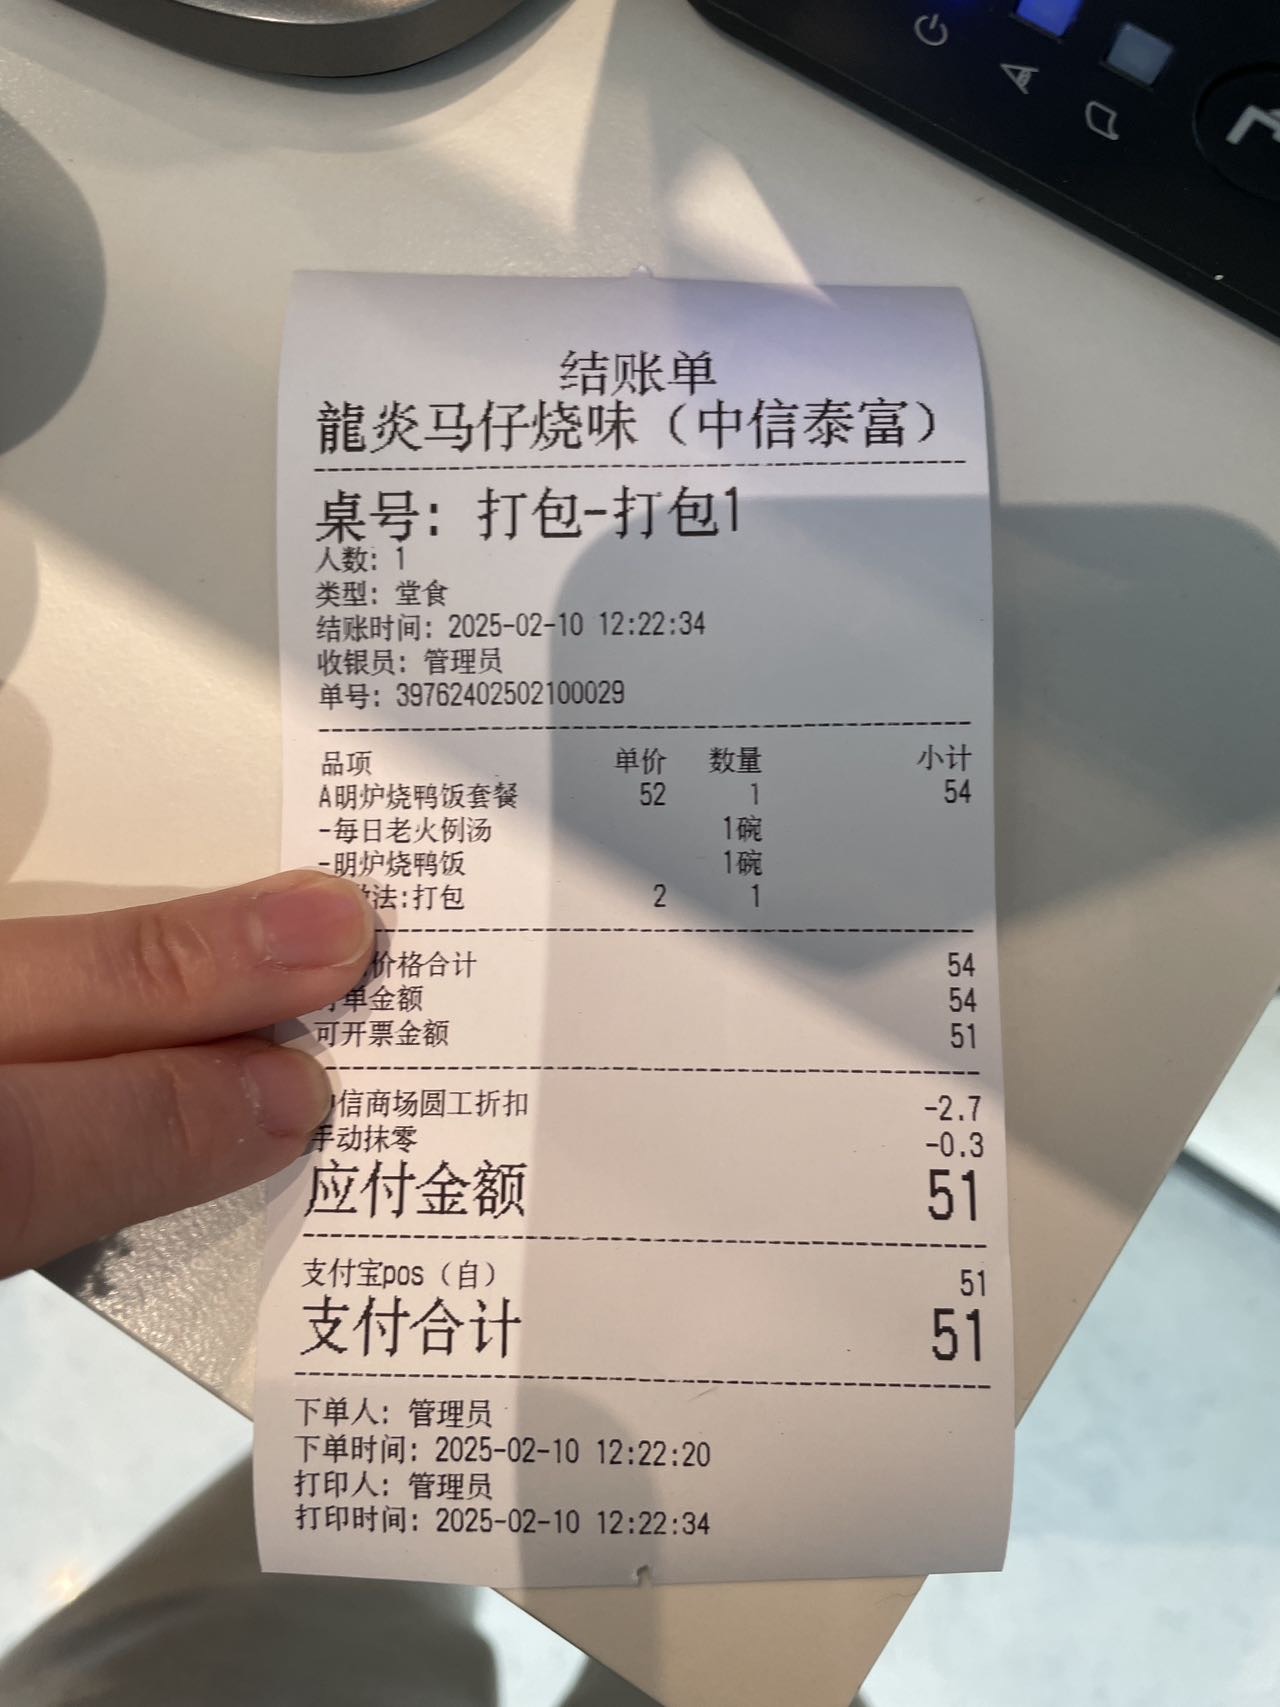 结账单
龍炎马仔烧味（中信泰富）
桌号: 打包-打包1
人数: 1
类型: 堂食
结账时间: 2025-02-10 12:22:34
收银员: 管理员
单号: 39762402502100029
品项 单价 数量 小计
A明炉烧鸭饭套餐 52 1 54
-每日老火例汤 1碗
-明炉烧鸭饭 1碗
法:打包 2 1
价格合计 54
单金额 54
可开票金额 51
信商场圆工折扣 -2.7
手动抹零 -0.3
应付金额 51
支付宝pos（自） 51
支付合计 51
下单人: 管理员
下单时间: 2025-02-10 12:22:20
打印人: 管理员
打印时间: 2025-02-10 12:22:34